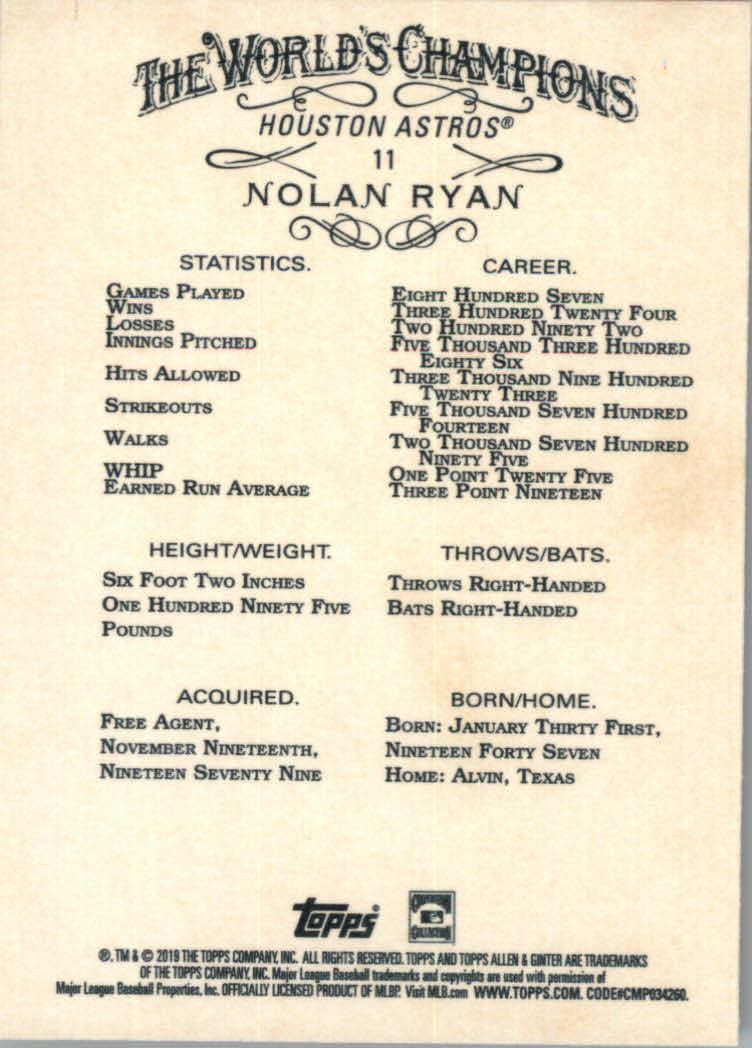 THE WORLD'S CHAMPIONS
HOUSTON ASTROS®
11
NOLAN RYAN
STATISTICS.
GAMES PLAYED
WINS
LOSSES
INNINGS PITCHED
HITS ALLOWED
STRIKEOUTS
WALKS
WHIP
EARNED RUN AVERAGE
CAREER.
EIGHT HUNDRED SEVEN
THREE HUNDRED TWENTY FOUR
TWO HUNDRED NINETY TWO
FIVE THOUSAND THREE HUNDRED
EIGHTY SIX
THREE THOUSAND NINE HUNDRED
TWENTY THREE
FIVE THOUSAND SEVEN HUNDRED
FOURTEEN
TWO THOUSAND SEVEN HUNDRED
NINETY FIVE
ONE POINT TWENTY FIVE
THREE POINT NINETEEN
HEIGHT/WEIGHT.
SIX FOOT TWO INCHES
ONE HUNDRED NINETY FIVE
POUNDS
THROWS/BATS.
THROWS RIGHT-HANDED
BATS RIGHT-HANDED
ACQUIRED.
FREE AGENT,
NOVEMBER NINETEENTH,
NINETEEN SEVENTY NINE
BORN/HOME.
BORN: JANUARY THIRTY FIRST,
NINETEEN FORTY SEVEN
HOME: ALVIN, TEXAS
topps®
COOPERSTOWN
COLLECTION
®, TM & © 2019 THE TOPPS COMPANY, INC. ALL RIGHTS RESERVED. TOPPS AND TOPPS ALLEN & GINTER ARE TRADEMARKS
OF THE TOPPS COMPANY, INC. Major League Baseball trademarks and copyrights are used with permission of
Major League Baseball Properties, Inc. OFFICIALLY LICENSED PRODUCT OF MLBP. Visit MLB.com WWW.TOPPS.COM. CODE#CMP034260.